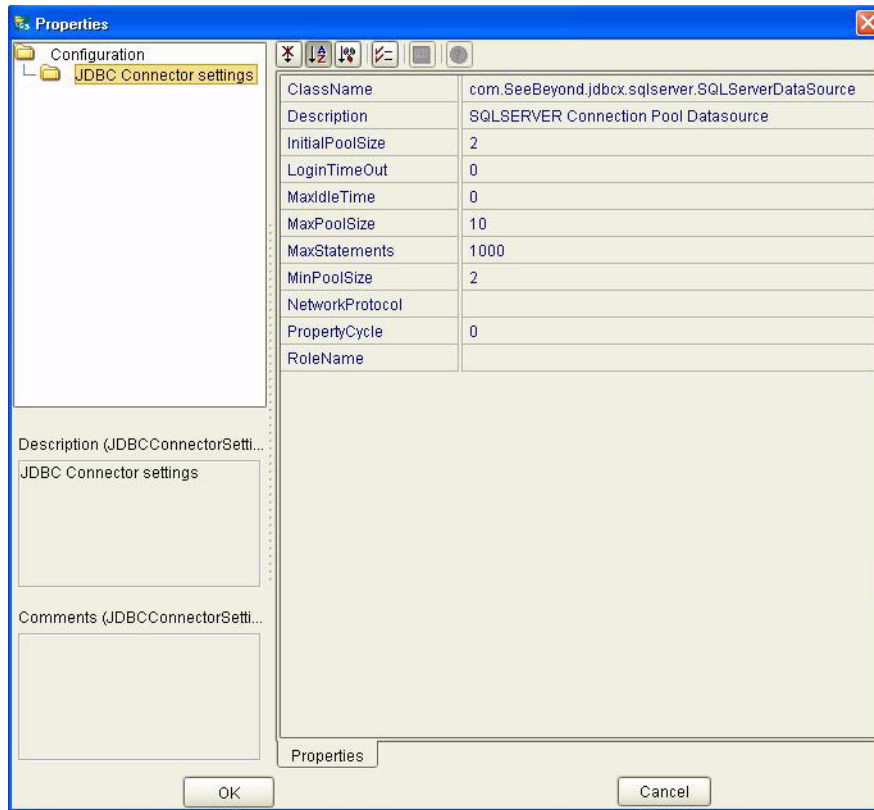 Properties
Configuration
JDBC Connector settings
ClassName com.SeeBeyond.jdbcx.sqlserver.SQLServerDataSource
Description SQLSERVER Connection Pool Datasource
InitialPoolSize 2
LoginTimeOut 0
MaxIdleTime 0
MaxPoolSize 10
MaxStatements 1000
MinPoolSize 2
NetworkProtocol
PropertyCycle 0
RoleName
Description (JDBCConnectorSetti...
JDBC Connector settings
Comments (JDBCConnectorSetti...
Properties
OK Cancel